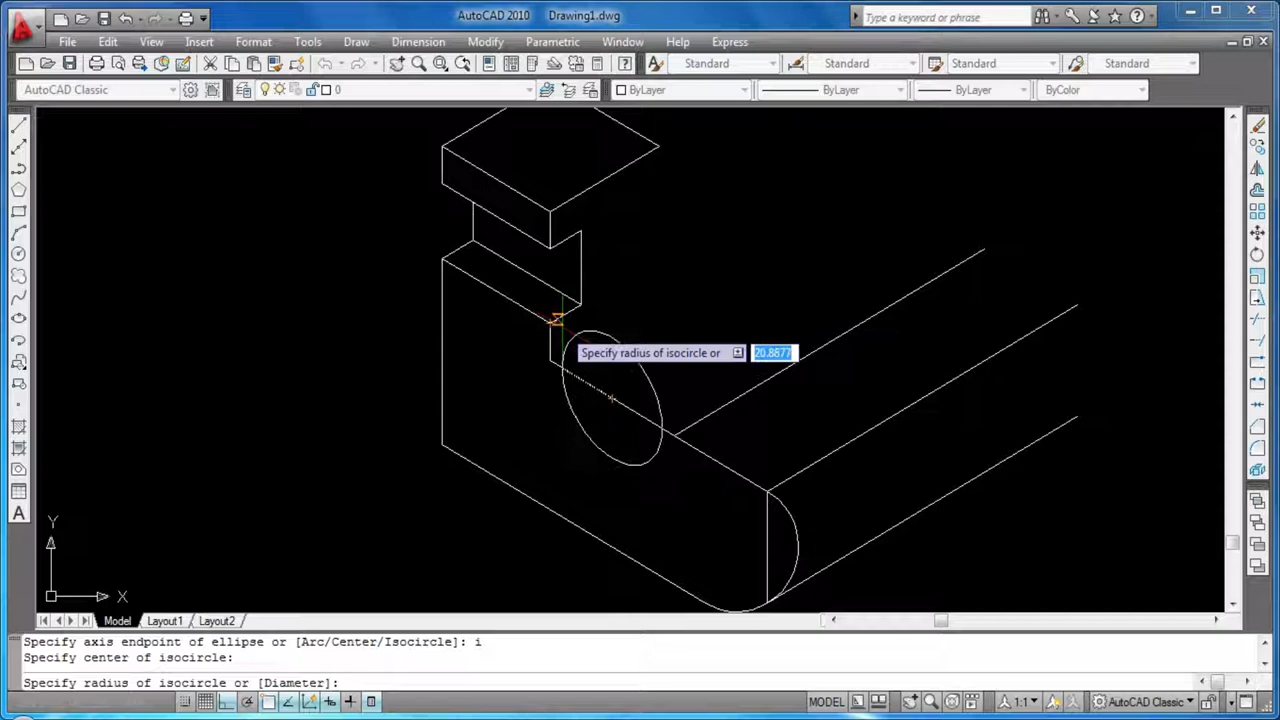 AutoCAD 2010 Drawing1.dwg
Type a keyword or phrase
File Edit View Insert Format Tools Draw Dimension Modify Parametric Window Help Express
Standard Standard Standard Standard
AutoCAD Classic 0 ByLayer ByLayer ByLayer ByColor
Specify radius of isocircle or 20.8877
Y
X
Model Layout1 Layout2
Specify axis endpoint of ellipse or [Arc/Center/Isocircle]: i
Specify center of isocircle:
Specify radius of isocircle or [Diameter]:
MODEL 1:1 AutoCAD Classic